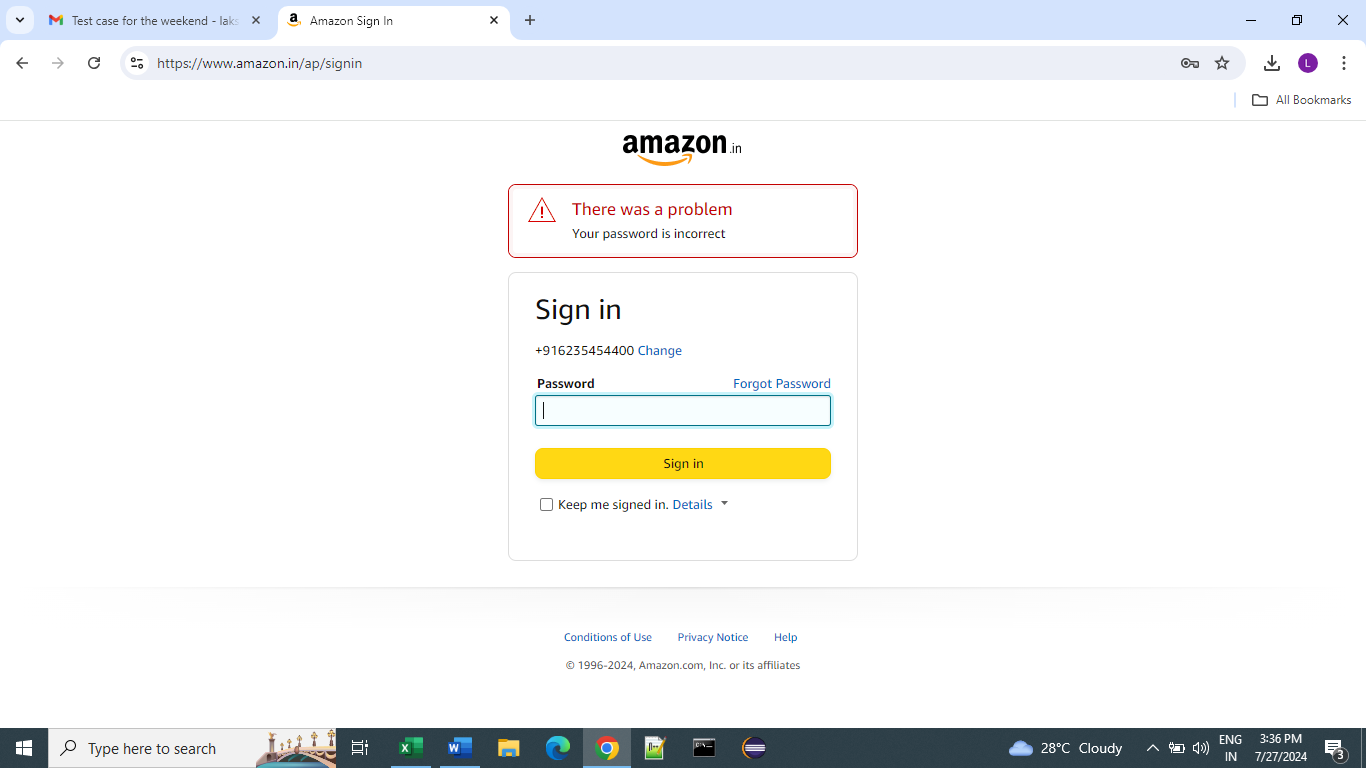 Test case for the weekend - laks
Amazon Sign In
https://www.amazon.in/ap/signin
L
All Bookmarks
amazon.in
There was a problem
Your password is incorrect
Sign in
+916235454400 Change
Password Forgot Password
Sign in
Keep me signed in. Details
Conditions of Use Privacy Notice Help
© 1996-2024, Amazon.com, Inc. or its affiliates
Type here to search
28°C Cloudy
ENG
IN
3:36 PM
7/27/2024
3